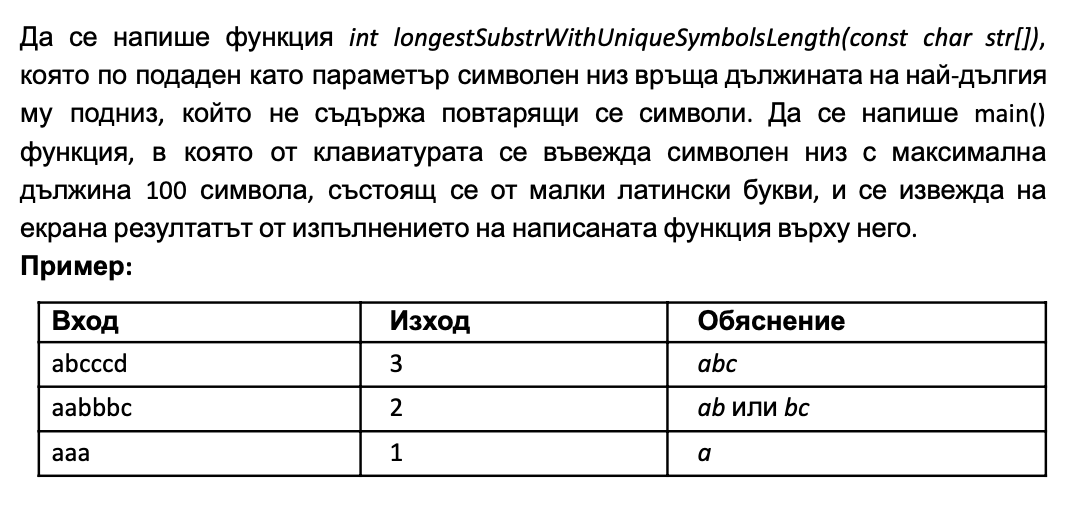 Да се напише функция int longestSubstrWithUniqueSymbolsLength(const char str[]),
която по подаден като параметър символен низ връща дължината на най-дългия
му подниз, който не съдържа повтарящи се символи. Да се напише main()
функция, в която от клавиатурата се въвежда символен низ с максимална
дължина 100 символа, състоящ се от малки латински букви, и се извежда на
екрана резултатът от изпълнението на написаната функция върху него.
Пример:
Вход Изход Обяснение
abcccd 3 abc
aabbbc 2 ab или bc
aaa 1 a